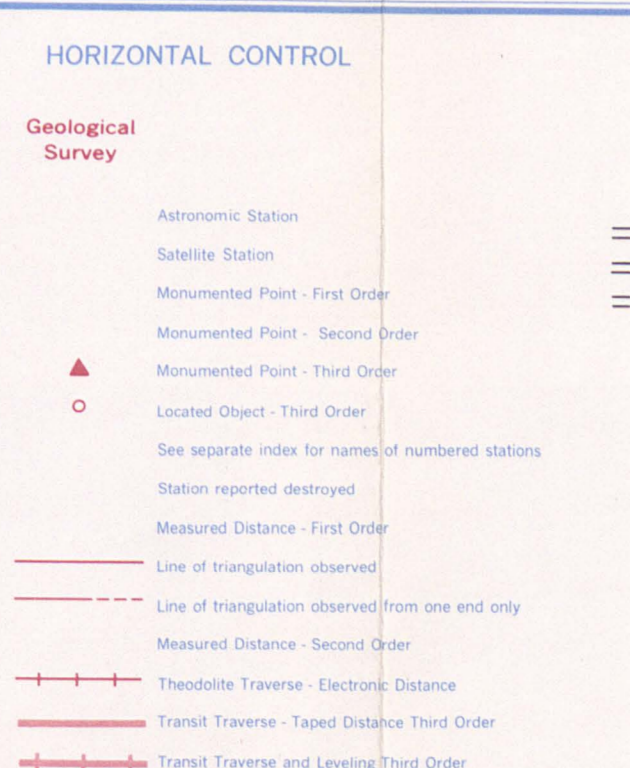 HORIZONTAL CONTROL
Geological
Survey
Astronomic Station
Satellite Station
Monumented Point - First Order
Monumented Point - Second Order
Monumented Point - Third Order
Located Object - Third Order
See separate index for names of numbered stations
Station reported destroyed
Measured Distance - First Order
Line of triangulation observed
Line of triangulation observed from one end only
Measured Distance - Second Order
Theodolite Traverse - Electronic Distance
Transit Traverse - Taped Distance Third Order
Transit Traverse and Leveling Third Order